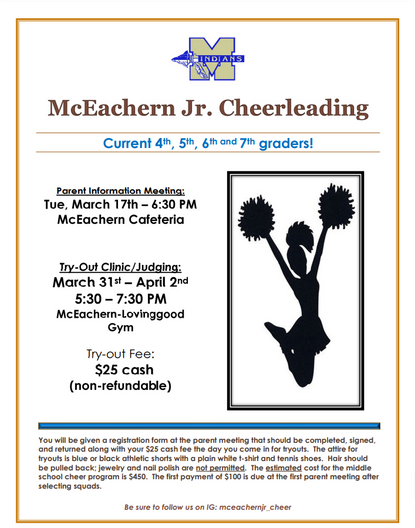 M
INDIANS
McEachern Jr. Cheerleading
Current 4th, 5th, 6th and 7th graders!
Parent Information Meeting:
Tue, March 17th – 6:30 PM
McEachern Cafeteria
Try-Out Clinic/Judging:
March 31st – April 2nd
5:30 – 7:30 PM
McEachern-Lovinggood
Gym
Try-out Fee:
$25 cash
(non-refundable)
You will be given a registration form at the parent meeting that should be completed, signed,
and returned along with your $25 cash fee the day you come in for tryouts. The attire for
tryouts is blue or black athletic shorts with a plain white t-shirt and tennis shoes. Hair should
be pulled back; jewelry and nail polish are not permitted. The estimated cost for the middle
school cheer program is $450. The first payment of $100 is due at the first parent meeting after
selecting squads.
Be sure to follow us on IG: mceachernjr_cheer